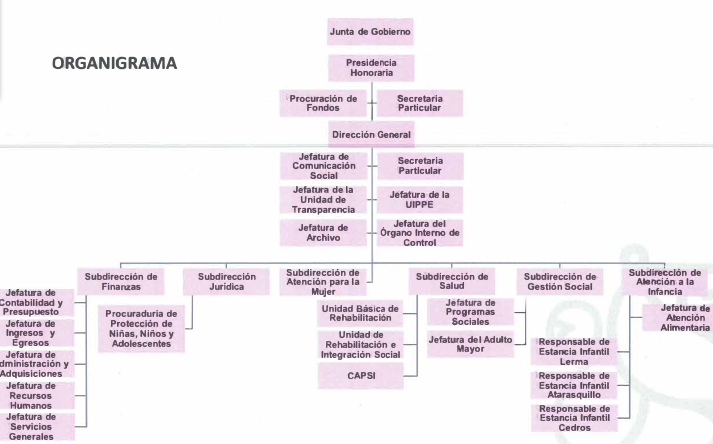 ORGANIGRAMA
Junta de Gobierno
Presidencia
Honoraria
Procuración de
Fondos
Secretaria
Particular
Dirección General
Jefatura de
Comunicación
Social
Secretaria
Particular
Jefatura de la
Unidad de
Transparencia
Jefatura de la
UIPPE
Jefatura de
Archivo
Jefatura del
Órgano Interno de
Control
Subdirección de
Finanzas
Subdirección
Jurídica
Subdirección de
Atención para la
Mujer
Subdirección de
Salud
Subdirección de
Gestión Social
Subdirección de
Atención a la
Infancia
Jefatura de
Contabilidad y
Presupuesto
Jefatura de
Ingresos y
Egresos
Jefatura de
dministración y
Adquisiciones
Jefatura de
Recursos
Humanos
Jefatura de
Servicios
Generales
Procuraduria de
Protección de
Niñas, Niños y
Adolescentes
Unidad Básica de
Rehabilitación
Unidad de
Rehabilitación e
Integración Social
CAPSI
Jefatura de
Programas
Sociales
Jefatura del Adulto
Mayor
Jefatura de
Atención
Alimentaria
Responsable de
Estancia Infantil
Lerma
Responsable de
Estancia Infantil
Atarasquillo
Responsable de
Estancia Infantil
Cedros